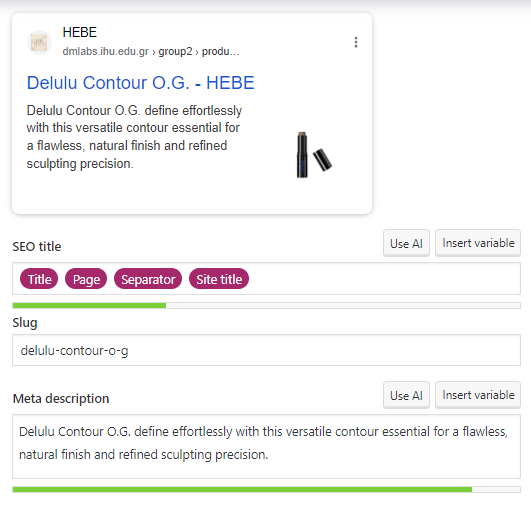 HEBE
dmlabs.ihu.edu.gr › group2 › produ...
Delulu Contour O.G. - HEBE
Delulu Contour O.G. define effortlessly
with this versatile contour essential for
a flawless, natural finish and refined
sculpting precision.
SEO title
Use AI
Insert variable
Title Page Separator Site title
Slug
delulu-contour-o-g
Meta description
Use AI
Insert variable
Delulu Contour O.G. define effortlessly with this versatile contour essential for a flawless,
natural finish and refined sculpting precision.